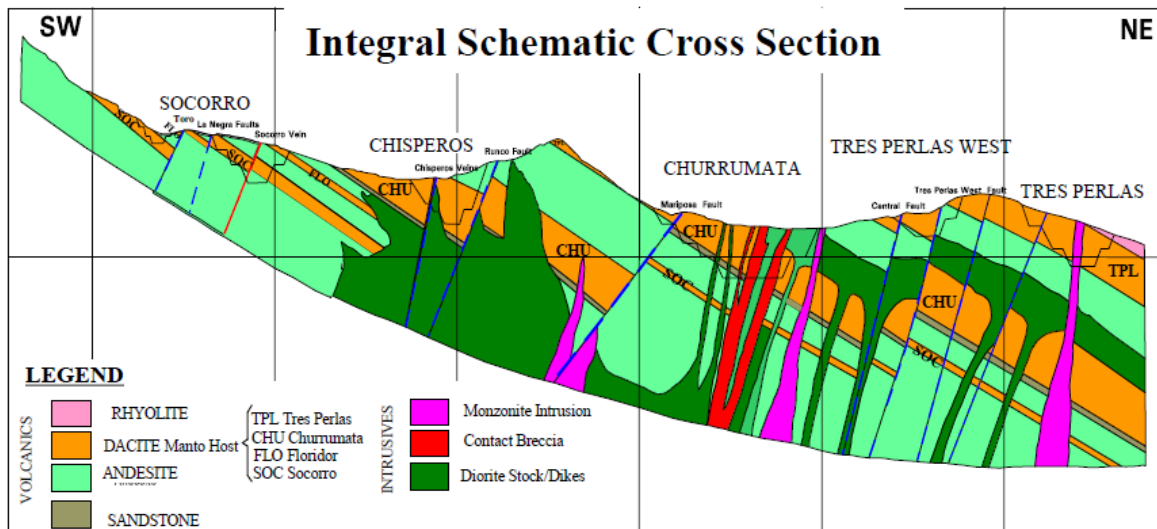 SW
Integral Schematic Cross Section
NE
SOCORRO
Toro
La Negra Faults
Socorro Vein
SOC
FLO
SOC
FLO
CHISPEROS
Chisperos Veins
Runco Fault
CHU
TPL
CHU
CHURRUMATA
Mariposa Fault
CHU
SOC
TRES PERLAS WEST
Tres Perlas West Fault
Central Fault
TRES PERLAS
TPL
CHU
SOC
LEGEND
VOLCANICS
RHYOLITE
DACITE Manto Host
ANDESITE
SANDSTONE
TPL Tres Perlas
CHU Churrumata
FLO Floridor
SOC Socorro
INTRUSIVES
Monzonite Intrusion
Contact Breccia
Diorite Stock/Dikes